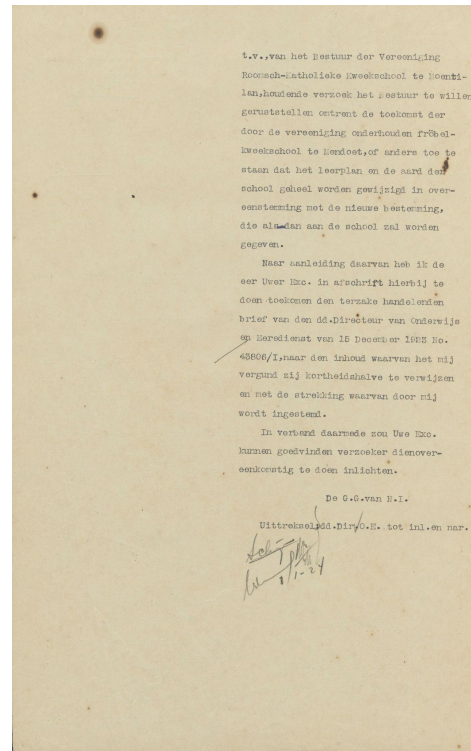 t.v.,van het Bestuur der Vereeniging
Roomsch-Katholieke Kweekschool te Moenti-
lan,houdende verzoek het Bestuur te willen
geruststellen omtrent de toekomst der
door de vereeniging onderhouden fröbel-
kweekschool te Mendoet,of anders toe te
staan dat het leerplan en de aard der
school geheel worden gewijzigd in over-
eenstemming met de nieuwe bestemming,
die als dan aan de school zal worden
gegeven.
Naar aanleiding daarvan heb ik de
eer Uwer Exc. in afschrift hierbij te
doen toekomen den terzake handelenden
brief van den dd.Directeur van Onderwijs
en Eeredienst van 15 December 1923 No.
43806/I,naar den inhoud waarvan het mij
vergund zij kortheidshalve te verwijzen
en met de strekking waarvan door mij
wordt ingestemd.
In verband daarmede zou Uwe Exc.
kunnen goedvinden verzoeker dienover-
eenkomstig te doen inlichten.
De G.G.van N.I.
Uittreksel dd.Dir/O.E. tot inl.en nar.
8/1-24